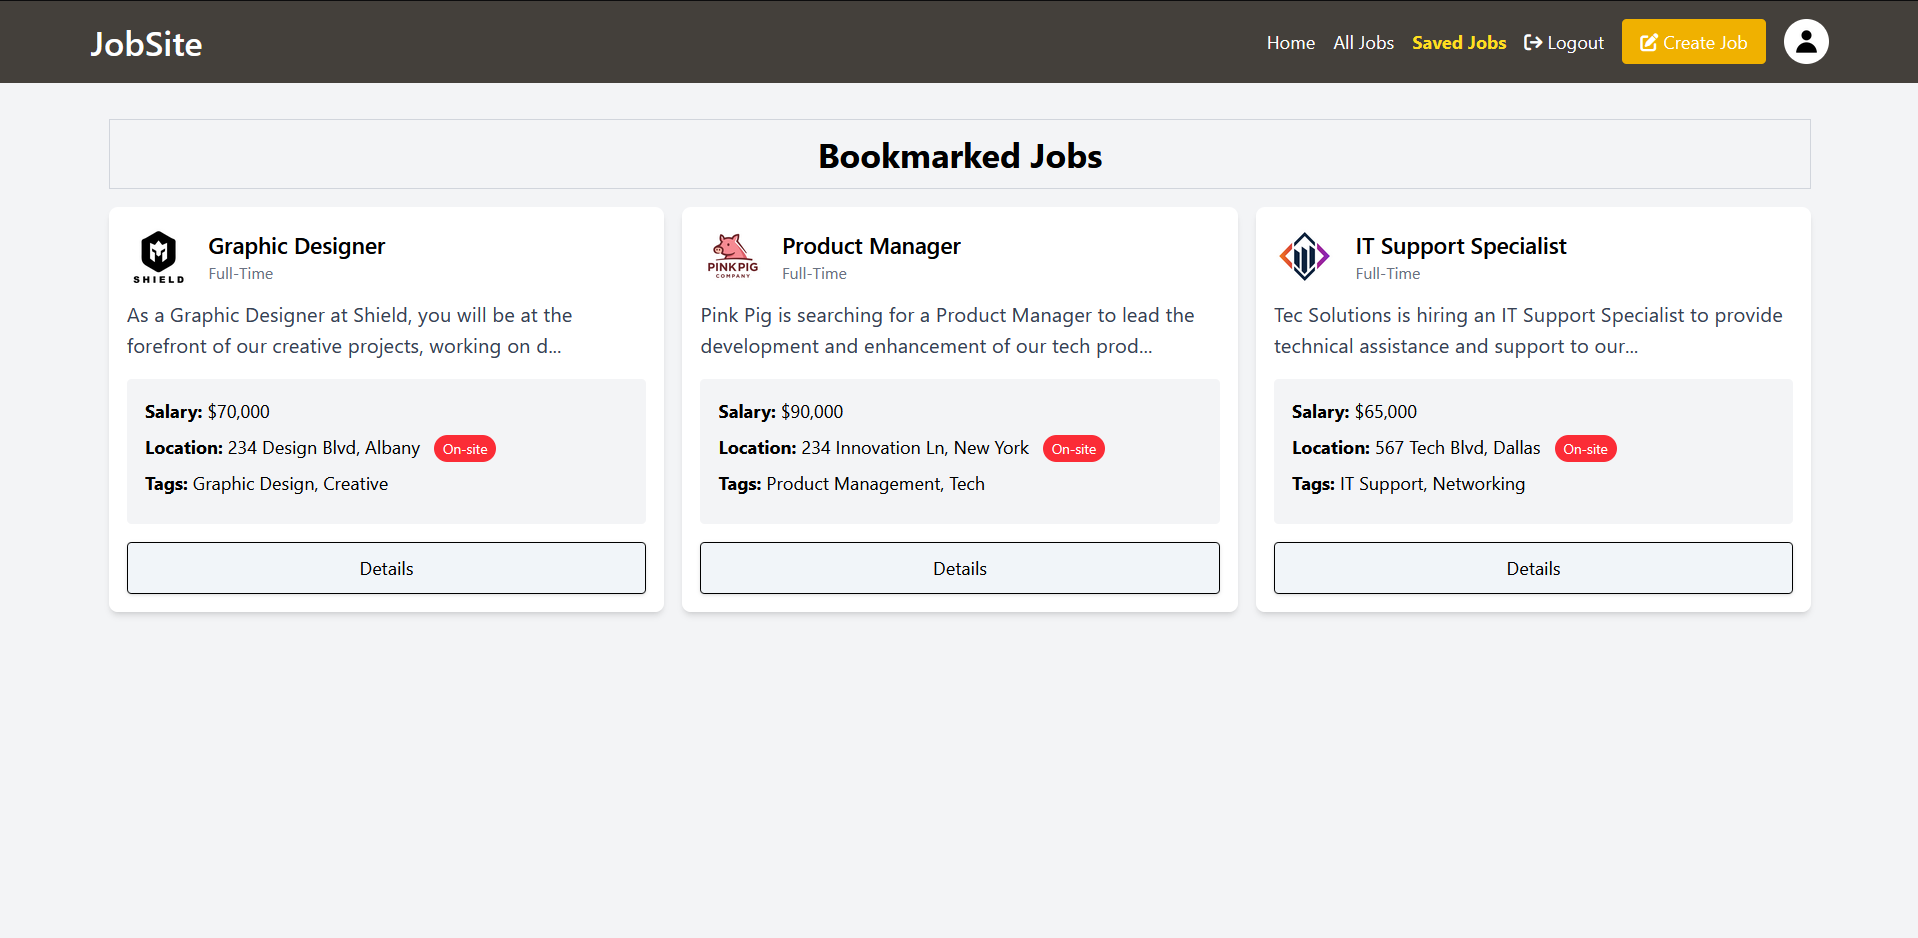 JobSite
Home All Jobs Saved Jobs Logout Create Job
Bookmarked Jobs
SHIELD
Graphic Designer
Full-Time
As a Graphic Designer at Shield, you will be at the
forefront of our creative projects, working on d...
Salary: $70,000
Location: 234 Design Blvd, Albany On-site
Tags: Graphic Design, Creative
Details
PINKPIG
COMPANY
Product Manager
Full-Time
Pink Pig is searching for a Product Manager to lead the
development and enhancement of our tech prod...
Salary: $90,000
Location: 234 Innovation Ln, New York On-site
Tags: Product Management, Tech
Details
IT Support Specialist
Full-Time
Tec Solutions is hiring an IT Support Specialist to provide
technical assistance and support to our...
Salary: $65,000
Location: 567 Tech Blvd, Dallas On-site
Tags: IT Support, Networking
Details